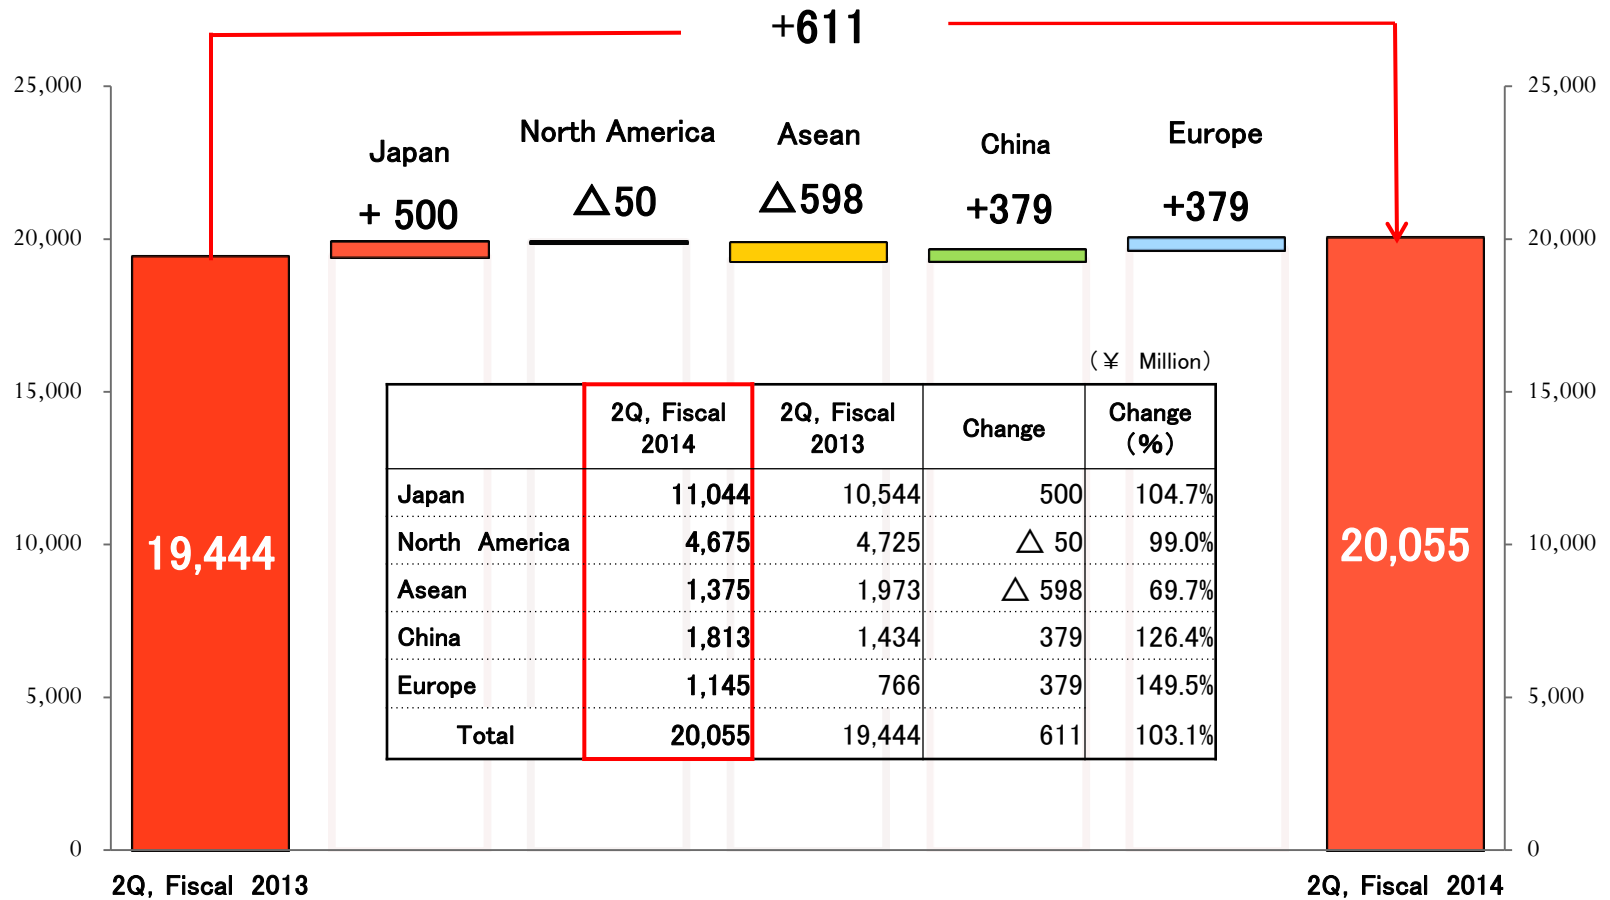 +611
25,000
25,000
Japan
North America
Asean
China
Europe
+ 500
△50
△598
+379
+379
20,000
20,000
15,000
15,000
10,000
10,000
5,000
5,000
0
0
19,444
20,055
(¥ Million)
2Q, Fiscal 2014
2Q, Fiscal 2013
Change
Change (%)
Japan 11,044 10,544 500 104.7%
North America 4,675 4,725 △ 50 99.0%
Asean 1,375 1,973 △ 598 69.7%
China 1,813 1,434 379 126.4%
Europe 1,145 766 379 149.5%
Total 20,055 19,444 611 103.1%
2Q, Fiscal 2013
2Q, Fiscal 2014